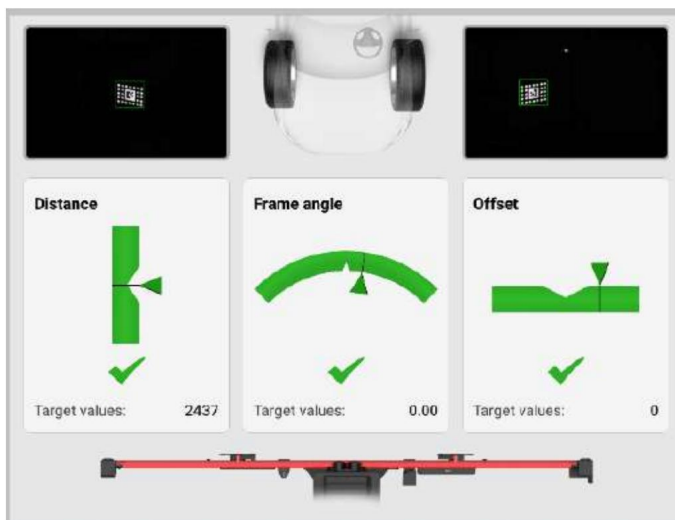 Distance
Frame angle
Offset
Target values: 2437
Target values: 0.00
Target values: 0